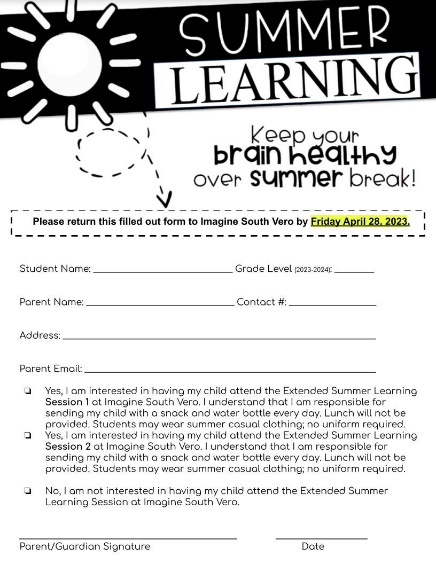 SUMMER
LEARNING
Keep your
brain healthy
over summer break!
Please return this filled out form to Imagine South Vero by Friday April 28, 2023.
Student Name: ____________________ Grade Level (2023-2024): ______
Parent Name: ____________________ Contact #: ____________
Address: ____________________
Parent Email: ____________________
❏ Yes, I am interested in having my child attend the Extended Summer Learning
Session 1 at Imagine South Vero. I understand that I am responsible for
sending my child with a snack and water bottle every day. Lunch will not be
provided. Students may wear summer casual clothing; no uniform required.
❏ Yes, I am interested in having my child attend the Extended Summer Learning
Session 2 at Imagine South Vero. I understand that I am responsible for
sending my child with a snack and water bottle every day. Lunch will not be
provided. Students may wear summer casual clothing; no uniform required.
❏ No, I am not interested in having my child attend the Extended Summer
Learning Session at Imagine South Vero.
Parent/Guardian Signature Date